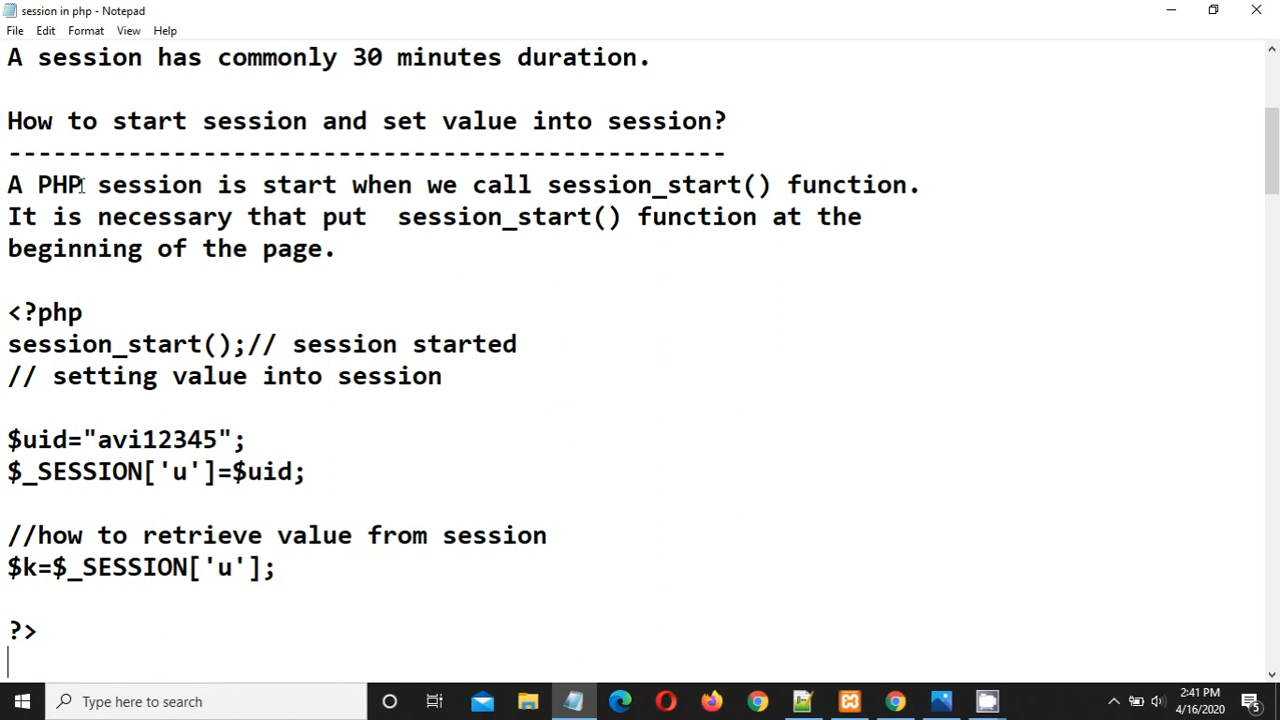 session in php - Notepad
File Edit Format View Help
A session has commonly 30 minutes duration.
How to start session and set value into session?
------------------------------------------------
A PHP session is start when we call session_start() function.
It is necessary that put  session_start() function at the
beginning of the page.
<?php
session_start();// session started
// setting value into session
$uid="avi12345";
$_SESSION['u']=$uid;
//how to retrieve value from session
$k=$_SESSION['u'];
?>
Type here to search
2:41 PM
4/16/2020
5